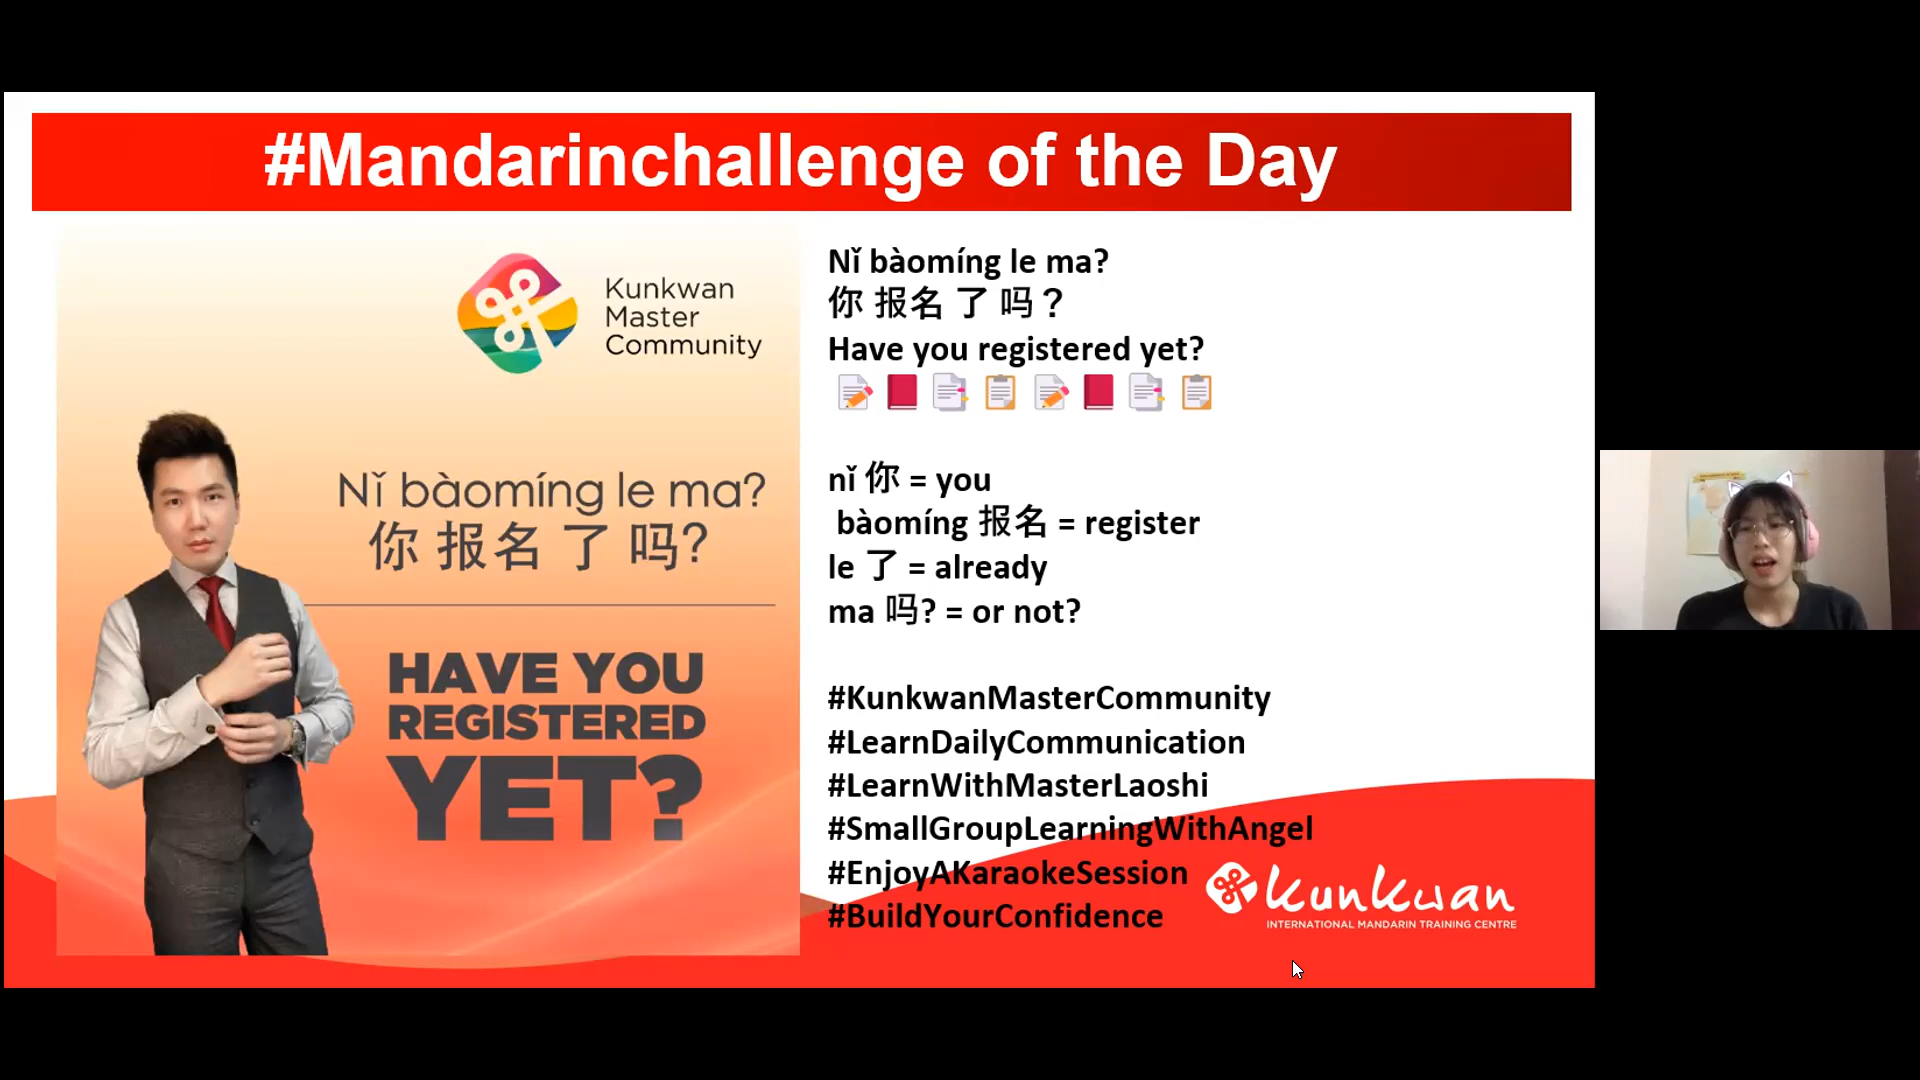 #Mandarinchallenge of the Day
Kunkwan
Master
Community
Nǐ bàomíng le ma?
你 报名 了 吗?
HAVE YOU
REGISTERED
YET?
Nǐ bàomíng le ma?
你 报名 了 吗？
Have you registered yet?
nǐ 你 = you
bàomíng 报名 = register
le 了 = already
ma 吗? = or not?
#KunkwanMasterCommunity
#LearnDailyCommunication
#LearnWithMasterLaoshi
#SmallGroupLearningWithAngel
#EnjoyAKaraokeSession
#BuildYourConfidence
kunkwan
INTERNATIONAL MANDARIN TRAINING CENTRE